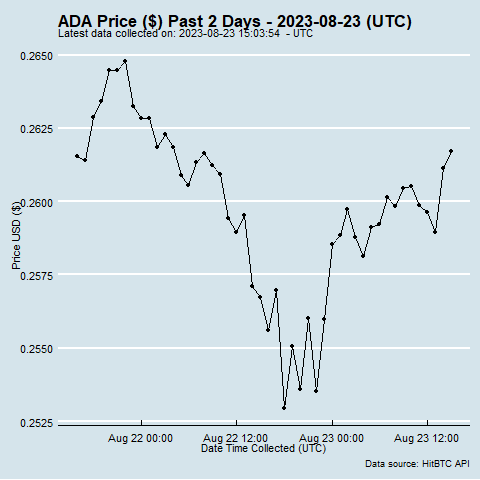 ADA Price ($) Past 2 Days - 2023-08-23 (UTC)
Latest data collected on: 2023-08-23 15:03:54 - UTC
0.2650
0.2625
0.2600
0.2575
0.2550
0.2525
Price USD ($)
Aug 22 00:00 Aug 22 12:00 Aug 23 00:00 Aug 23 12:00
Date Time Collected (UTC)
Data source: HitBTC API